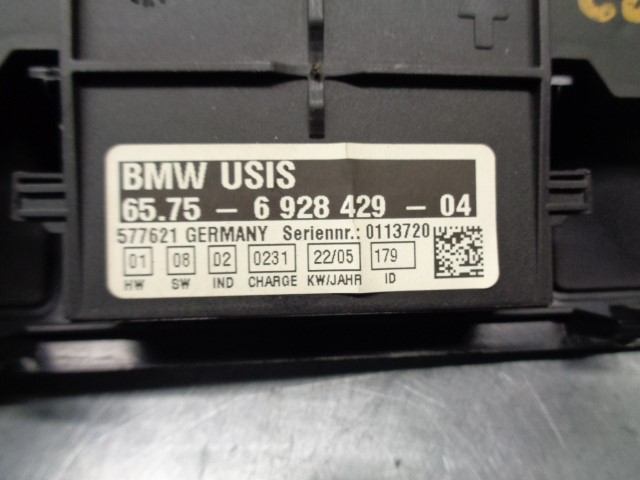 BMW USIS
65.75 - 6 928 429 - 04
577621 GERMANY Seriennr.: 0113720
01 08 02 0231 22/05 179
HW SW IND CHARGE KW/JAHR ID